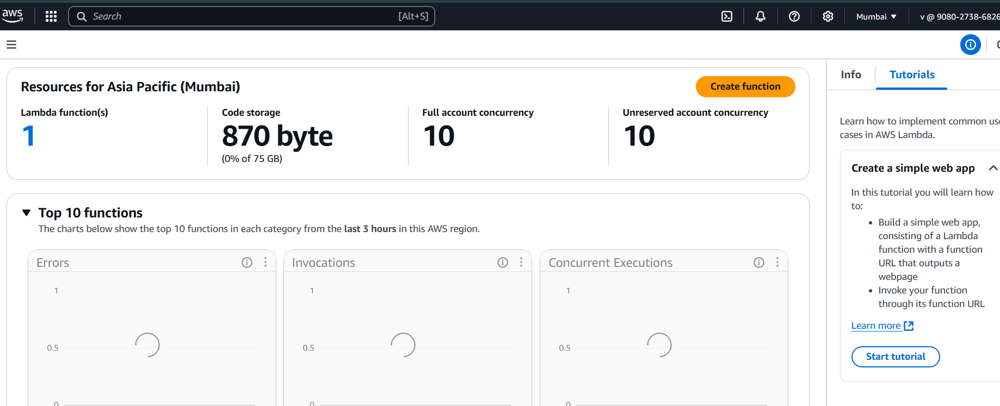 aws
Search [Alt+S]
Mumbai
v @ 9080-2738-6826
Resources for Asia Pacific (Mumbai)
Create function
Lambda function(s)
1
Code storage
870 byte
(0% of 75 GB)
Full account concurrency
10
Unreserved account concurrency
10
Top 10 functions
The charts below show the top 10 functions in each category from the last 3 hours in this AWS region.
Errors
1
0.5
0
Invocations
1
0.5
0
Concurrent Executions
1
0.5
0
Info
Tutorials
Learn how to implement common use
cases in AWS Lambda.
Create a simple web app
In this tutorial you will learn how
to:
• Build a simple web app,
consisting of a Lambda
function with a function
URL that outputs a
webpage
• Invoke your function
through its function URL
Learn more
Start tutorial